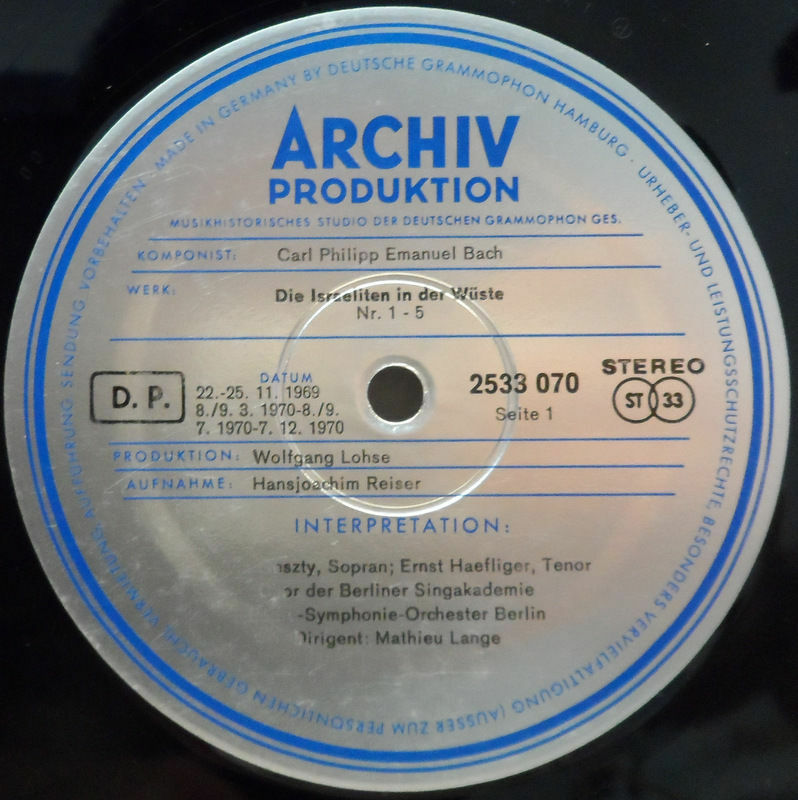 MADE IN GERMANY BY DEUTSCHE GRAMMOPHON HAMBURG · URHEBER- UND LEISTUNGSSCHUTZRECHTE, BESONDERS VERVIELFÄLTIGUNG (AUSSER ZUM PERSÖNLICHEN GEBRAUCH), VERMIETUNG, AUFFÜHRUNG, SENDUNG VORBEHALTEN ·
ARCHIV
PRODUKTION
MUSIKHISTORISCHES STUDIO DER DEUTSCHEN GRAMMOPHON GES.
KOMPONIST: Carl Philipp Emanuel Bach
WERK: Die Israeliten in der Wüste
Nr. 1 - 5
D. P.
DATUM
22.-25. 11. 1969
8./9. 3. 1970-8./9.
7. 1970-7. 12. 1970
2533 070
Seite 1
STEREO
ST 33
PRODUKTION: Wolfgang Lohse
AUFNAHME: Hansjoachim Reiser
INTERPRETATION:
szty, Sopran; Ernst Haefliger, Tenor
or der Berliner Singakademie
-Symphonie-Orchester Berlin
Dirigent: Mathieu Lange